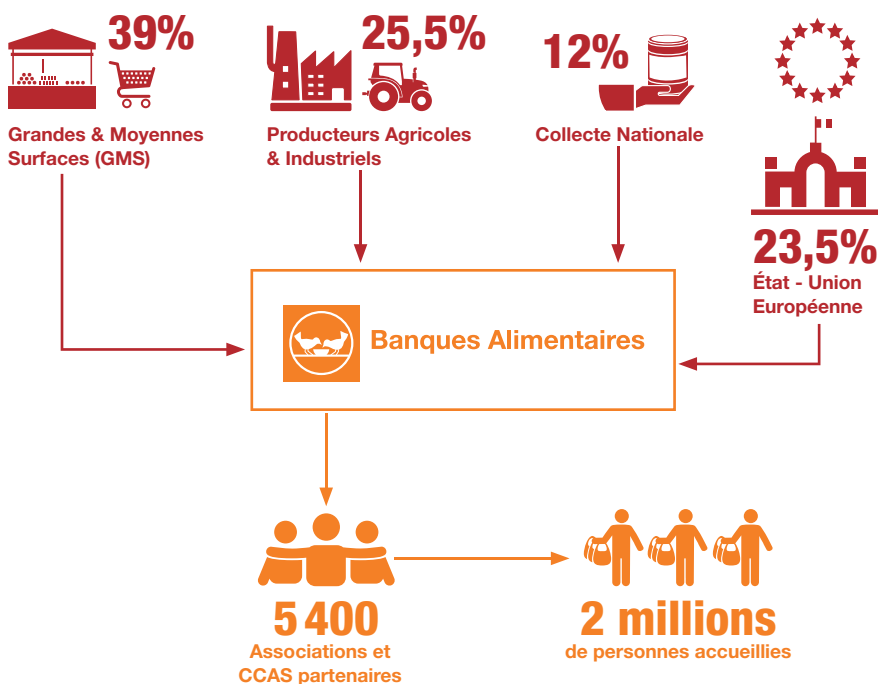 39%
Grandes & Moyennes
Surfaces (GMS)
25,5%
Producteurs Agricoles
& Industriels
12%
Collecte Nationale
23,5%
État - Union
Européenne
Banques Alimentaires
5 400
Associations et
CCAS partenaires
2 millions
de personnes accueillies